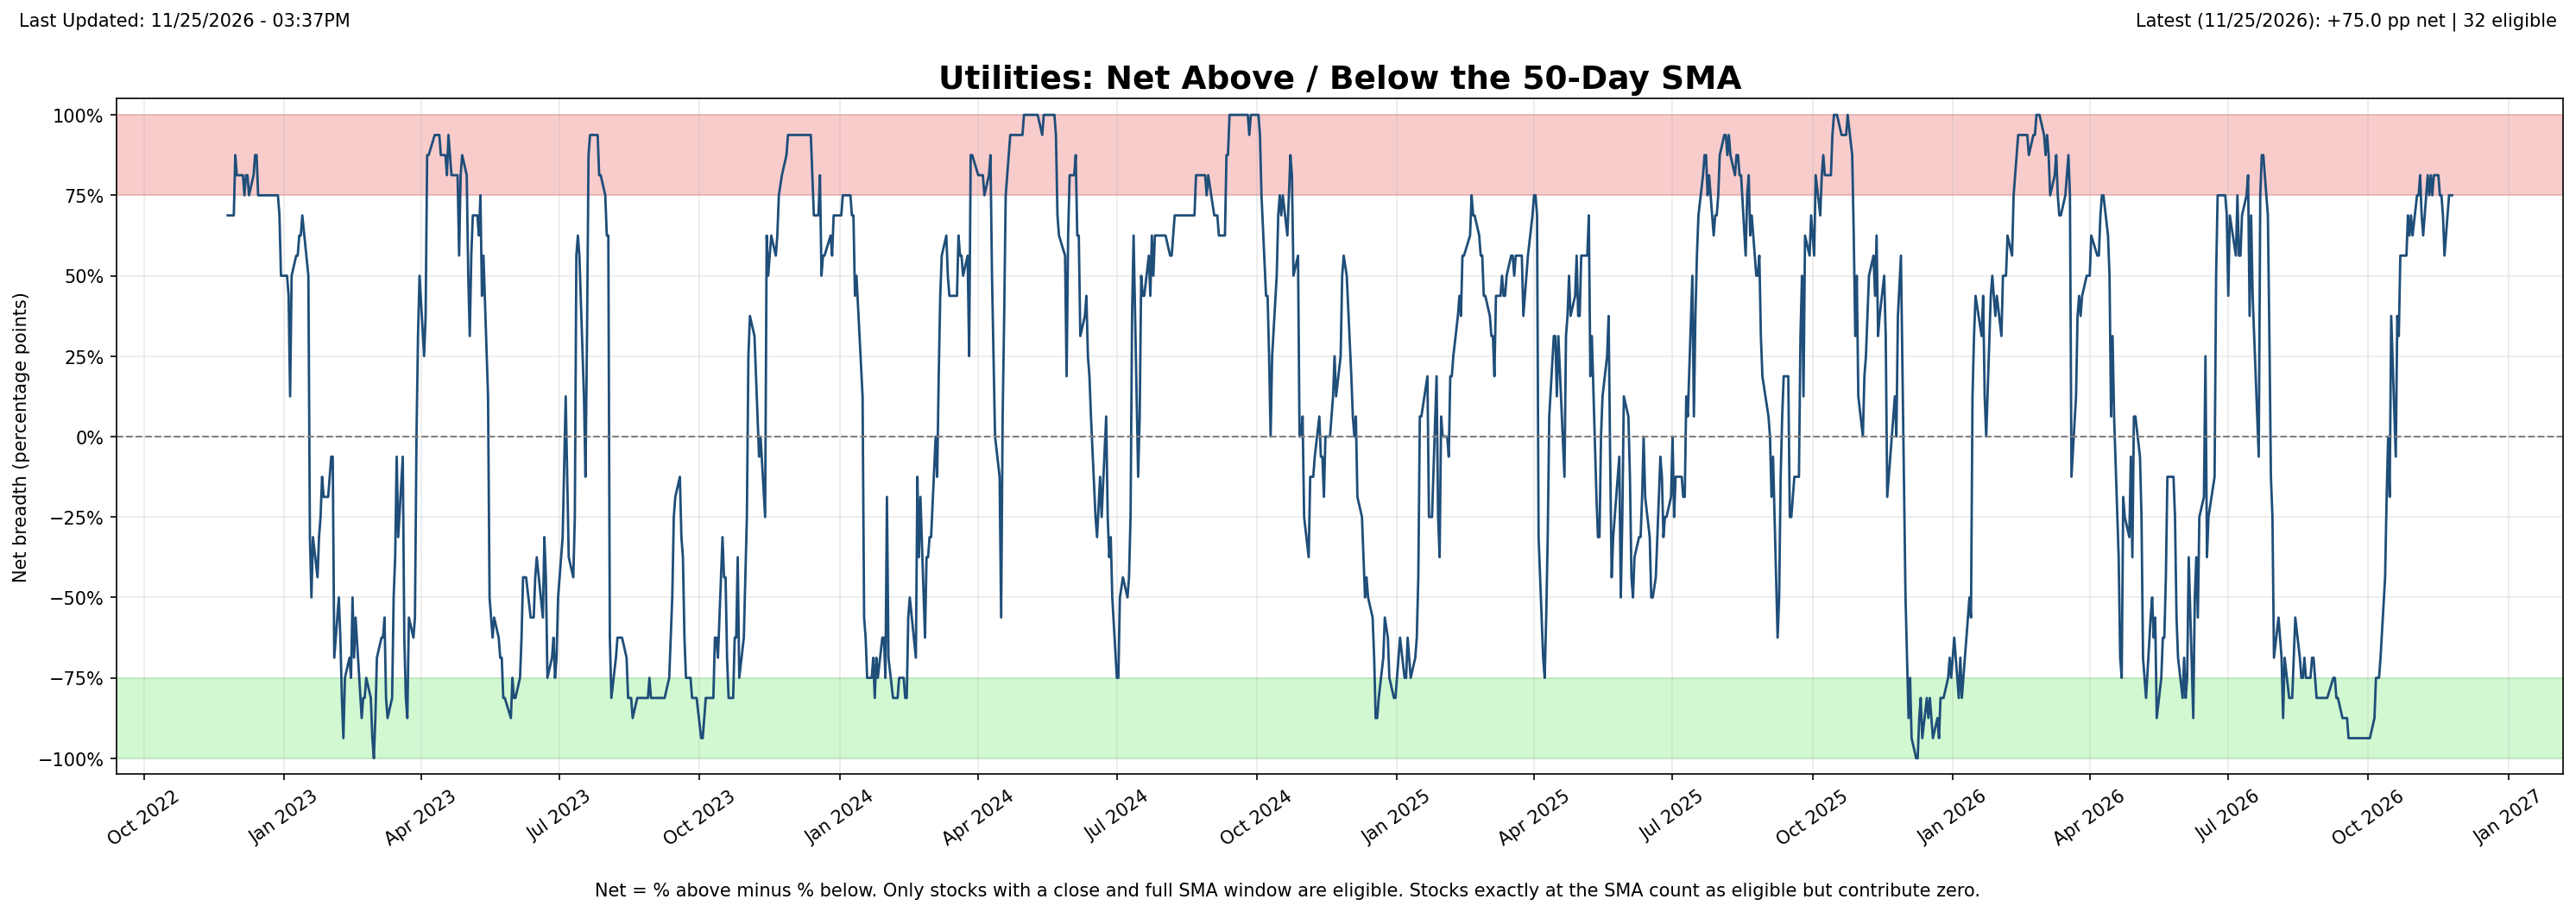 Last Updated: 11/25/2026 - 03:37PM
Latest (11/25/2026): +75.0 pp net | 32 eligible
Utilities: Net Above / Below the 50-Day SMA
Net breadth (percentage points)
100%
75%
50%
25%
0%
−25%
−50%
−75%
−100%
Oct 2022
Jan 2023
Apr 2023
Jul 2023
Oct 2023
Jan 2024
Apr 2024
Jul 2024
Oct 2024
Jan 2025
Apr 2025
Jul 2025
Oct 2025
Jan 2026
Apr 2026
Jul 2026
Oct 2026
Jan 2027
Net = % above minus % below. Only stocks with a close and full SMA window are eligible. Stocks exactly at the SMA count as eligible but contribute zero.